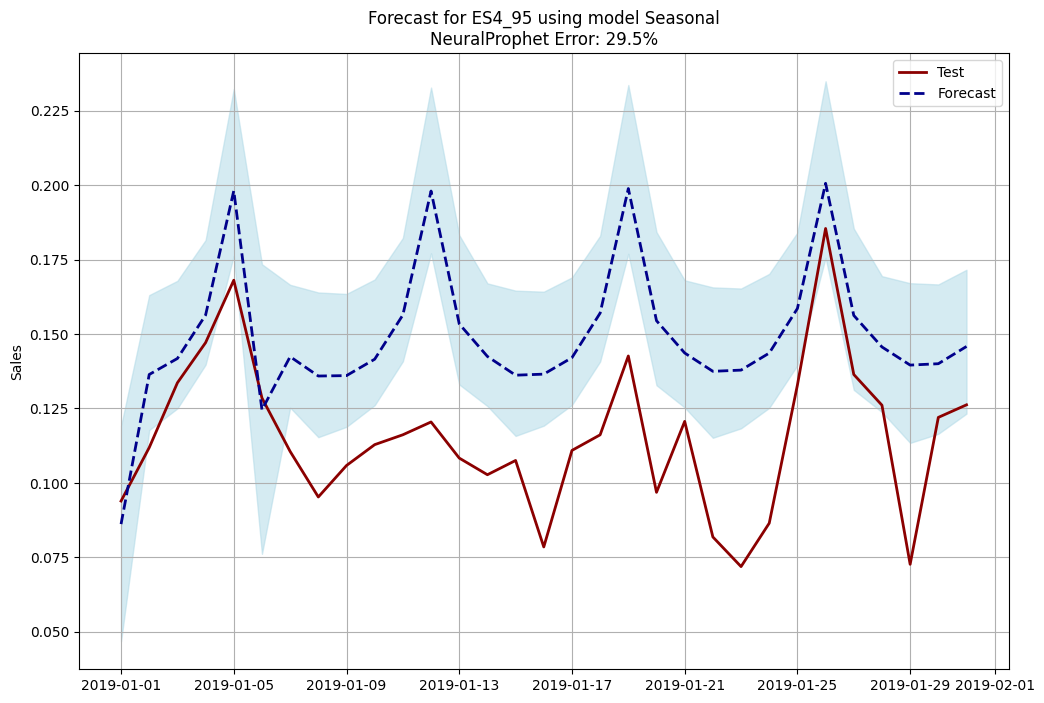 Forecast for ES4_95 using model Seasonal
NeuralProphet Error: 29.5%
Test
Forecast
Sales
0.225
0.200
0.175
0.150
0.125
0.100
0.075
0.050
2019-01-01 2019-01-05 2019-01-09 2019-01-13 2019-01-17 2019-01-21 2019-01-25 2019-01-29 2019-02-01